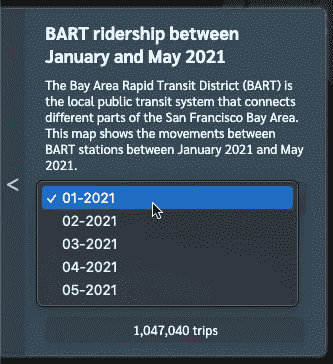 BART ridership between
January and May 2021
The Bay Area Rapid Transit District (BART) is
the local public transit system that connects
different parts of the San Francisco Bay Area.
This map shows the movements between
BART stations between January 2021 and May
2021.
<
✓ 01-2021
02-2021
03-2021
04-2021
05-2021
1,047,040 trips